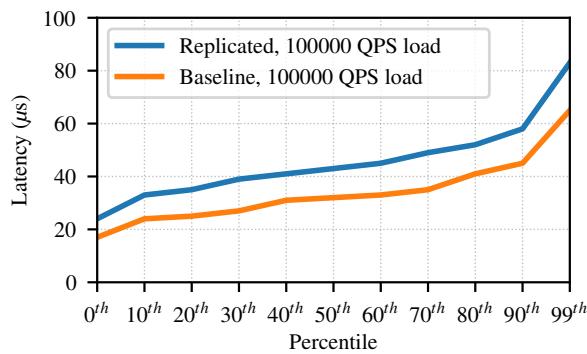 100
80
60
40
20
0
Latency (μs)
Replicated, 100000 QPS load
Baseline, 100000 QPS load
0th 10th 20th 30th 40th 50th 60th 70th 80th 90th 99th
Percentile